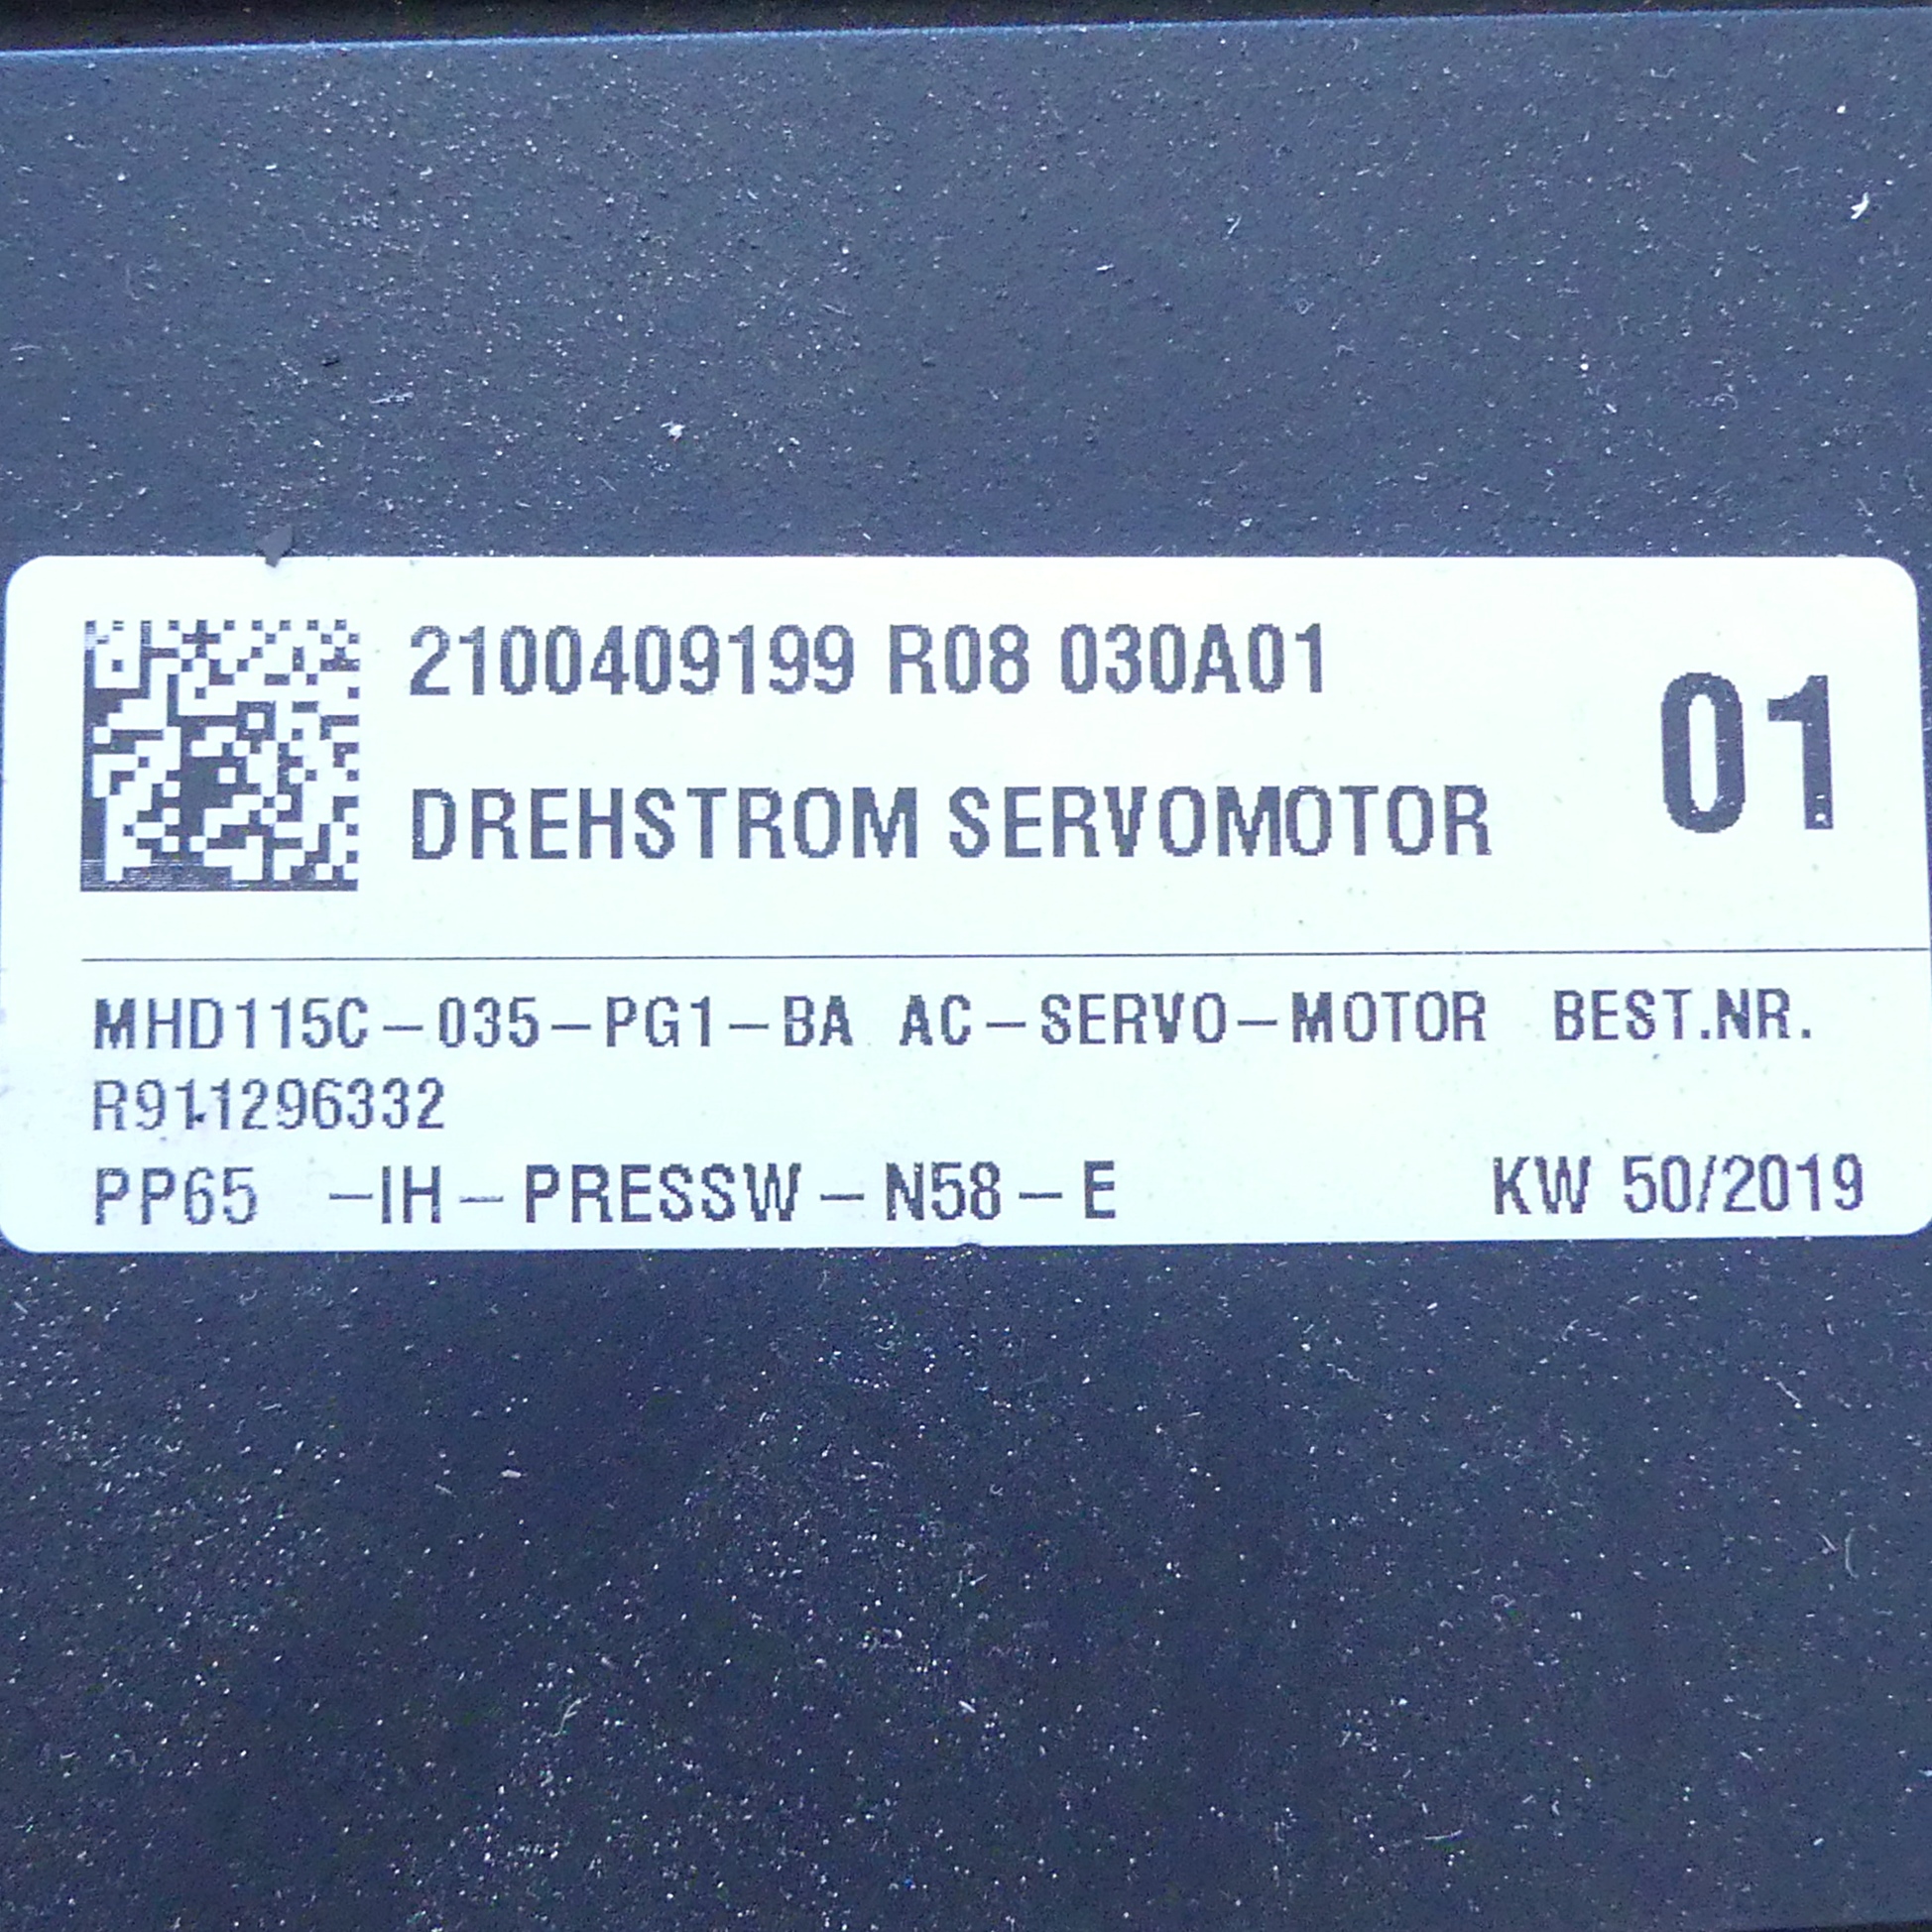 2100409199 R08 030A01
01
DREHSTROM SERVOMOTOR
MHD115C-035-PG1-BA AC-SERVO-MOTOR BEST.NR.
R911296332
PP65 -IH-PRESSW-N58-E KW 50/2019